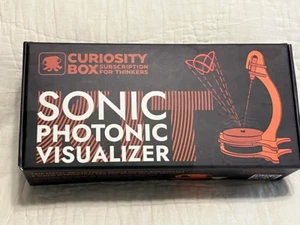 CURIOSITY
BOX SUBSCRIPTION
FOR THINKERS
SONIC
PHOTONIC
VISUALIZER